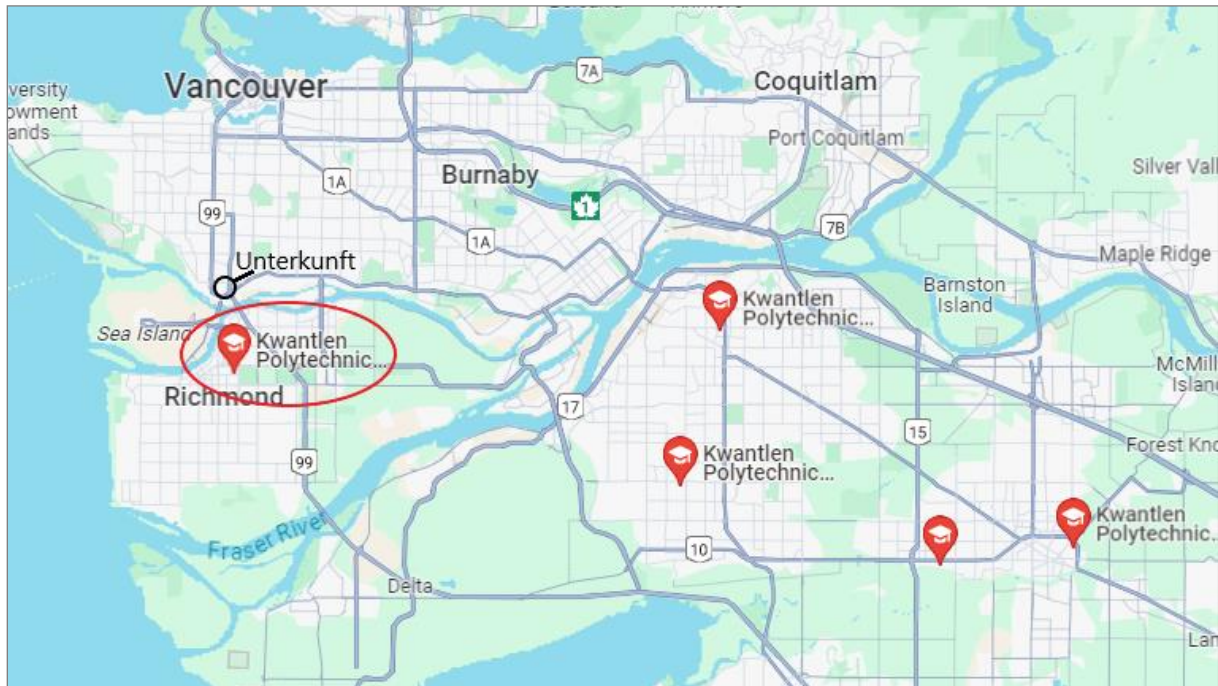 Vancouver
Coquitlam
7A
versity
owment
ands
Port Coquitlam
Burnaby
1A
1
Silver Vall
99
1A
7B
Unterkunft
Maple Ridge
Barnston
Island
Kwantlen
Polytechnic...
Sea Island
Kwantlen
Polytechnic...
McMill
Island
Richmond
17
15
Forest Kno
99
Kwantlen
Polytechnic...
Kwantlen
Polytechnic...
Fraser River
10
Delta
Lan